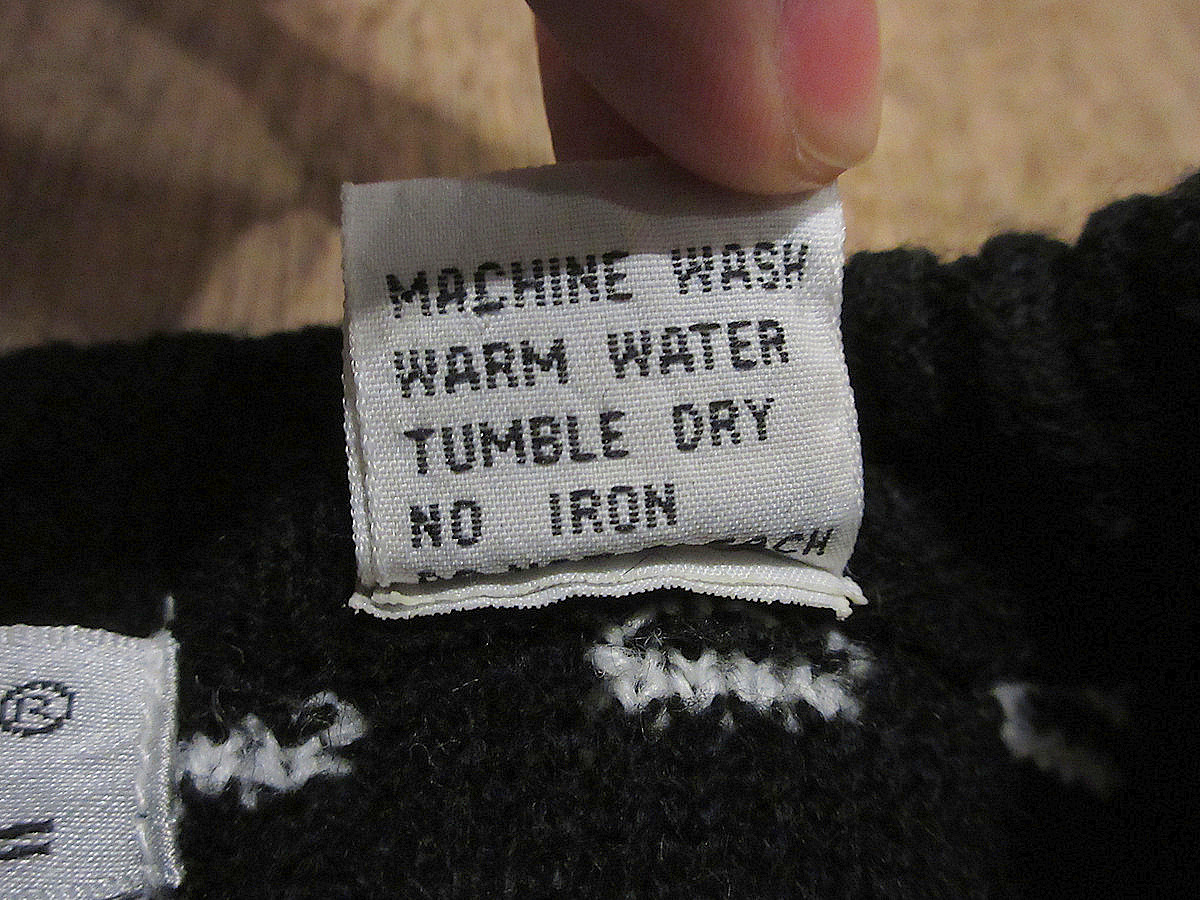 MACHINE WASH
WARM WATER
TUMBLE DRY
NO IRON
®